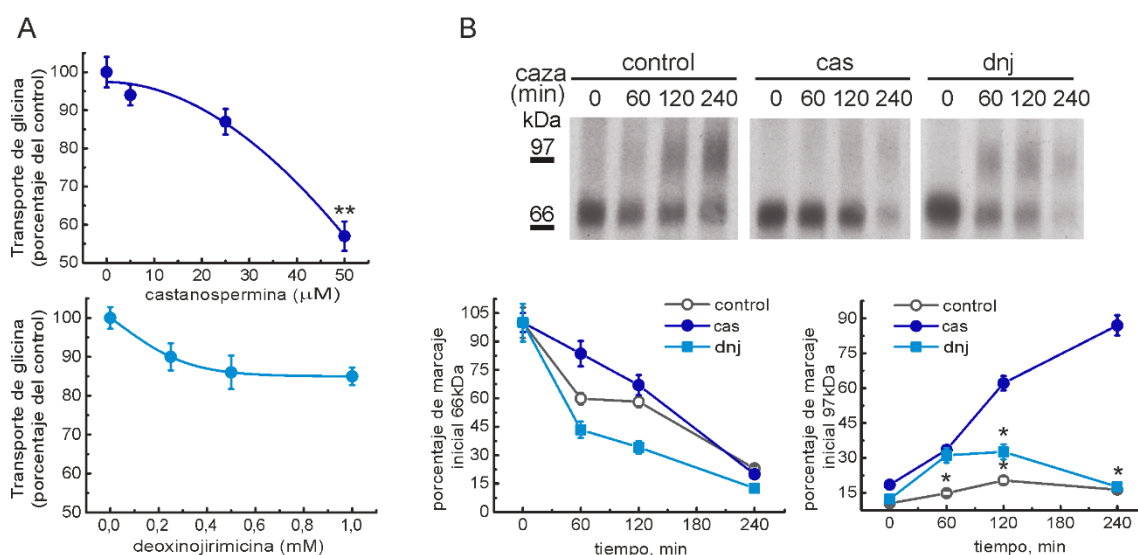 A
Transporte de glicina
(porcentaje del control)
100
90
80
70
60
50
**
0
10
20
30
40
50
castanospermina (μM)
Transporte de glicina
(porcentaje del control)
100
90
80
70
60
50
0,0
0,2
0,4
0,6
0,8
1,0
deoxinojirimicina (mM)
B
control
cas
dnj
caza
(min)
0 60 120 240
0 60 120 240
0 60 120 240
kDa
97
66
porcentaje de marcaje
inicial 66kDa
105
90
75
60
45
30
15
0
control
cas
dnj
0
60
120
180
240
tiempo, min
porcentaje de marcaje
inicial 97kDa
90
75
60
45
30
15
control
cas
dnj
*
*
*
*
0
60
120
180
240
tiempo, min